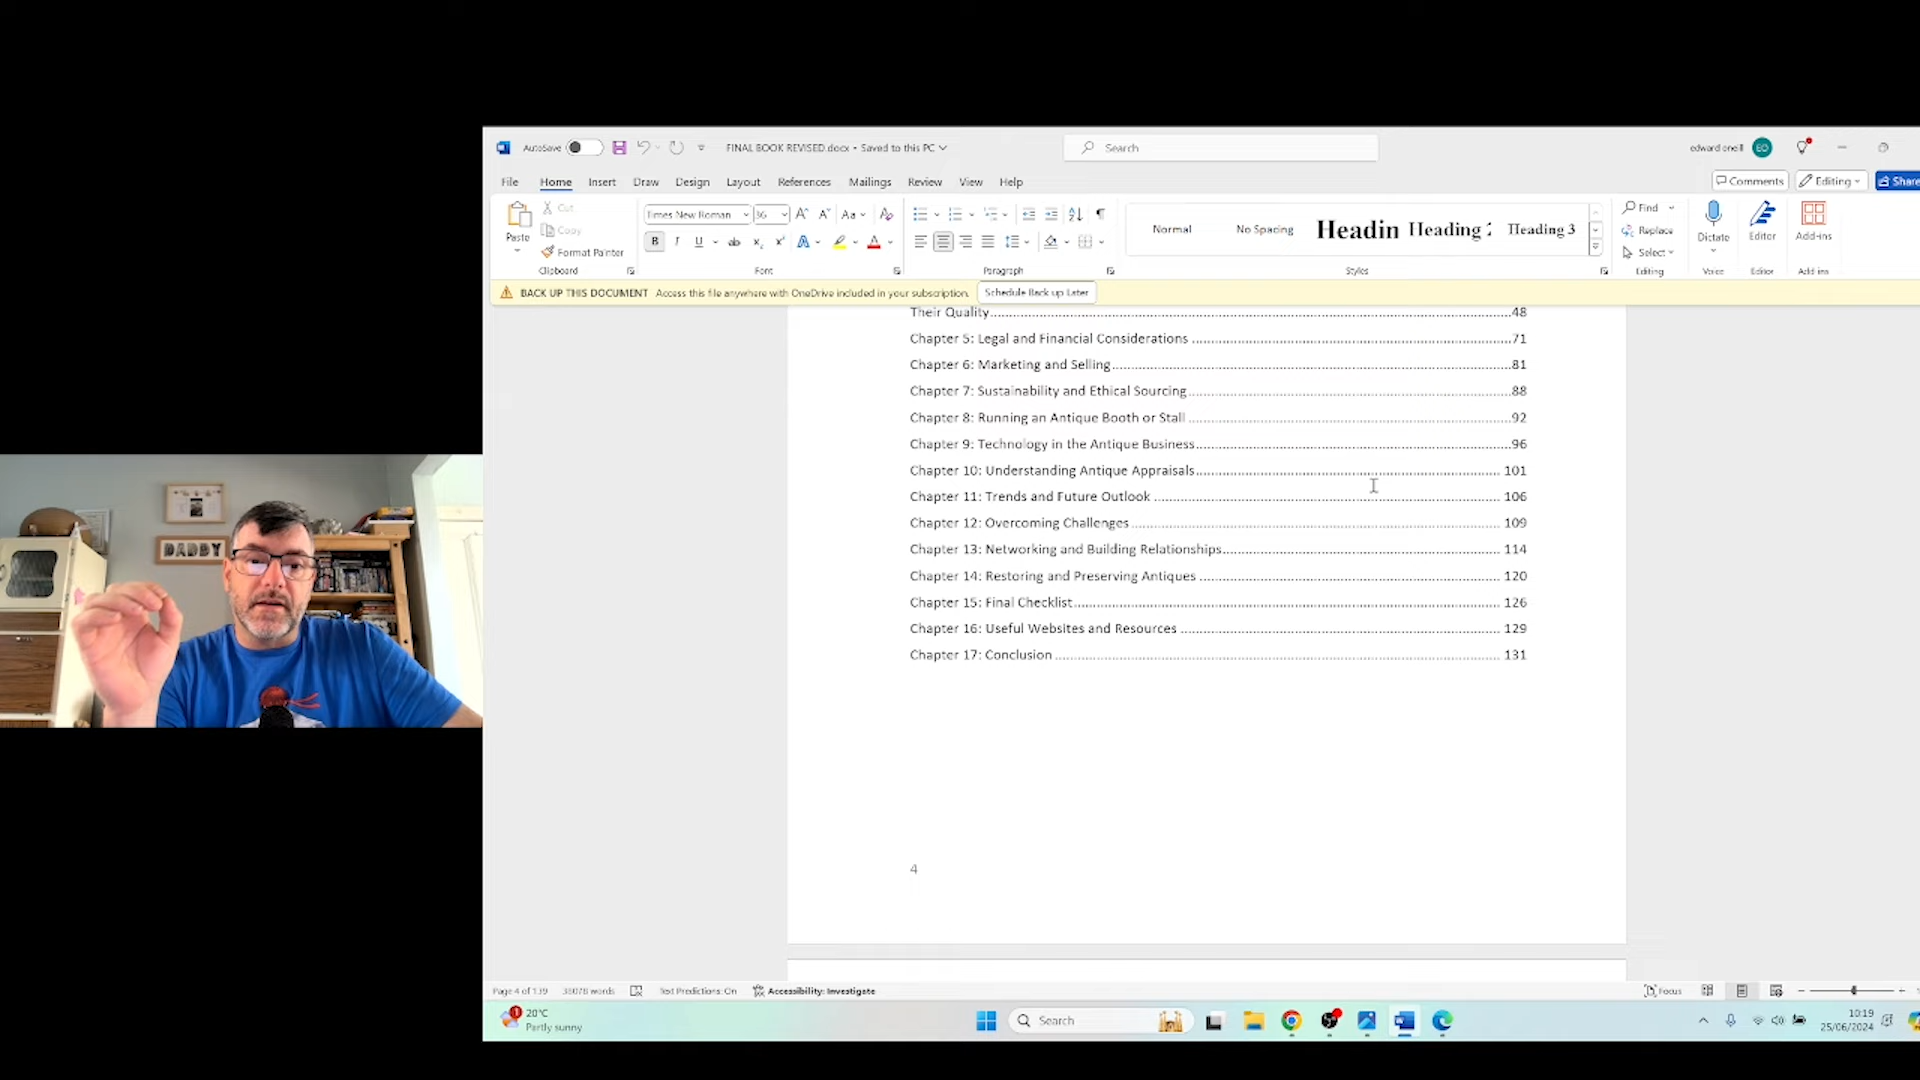 AutoSave
FINAL BOOK REVISED.docx • Saved to this PC
Search
edward oneill
EO
File Home Insert Draw Design Layout References Mailings Review View Help
Comments
Editing
Share
Paste
Cut
Copy
Format Painter
Clipboard
Times New Roman
36
Font
Paragraph
Normal
No Spacing
Headin
Heading 2
Heading 3
Styles
Find
Replace
Select
Editing
Dictate
Voice
Editor
Editor
Add-ins
Add-ins
BACK UP THIS DOCUMENT Access this file anywhere with OneDrive included in your subscription. Schedule Back up Later
Their Quality 48
Chapter 5: Legal and Financial Considerations 71
Chapter 6: Marketing and Selling 81
Chapter 7: Sustainability and Ethical Sourcing 88
Chapter 8: Running an Antique Booth or Stall 92
Chapter 9: Technology in the Antique Business 96
Chapter 10: Understanding Antique Appraisals 101
Chapter 11: Trends and Future Outlook 106
Chapter 12: Overcoming Challenges 109
Chapter 13: Networking and Building Relationships 114
Chapter 14: Restoring and Preserving Antiques 120
Chapter 15: Final Checklist 126
Chapter 16: Useful Websites and Resources 129
Chapter 17: Conclusion 131
4
DADDY
Page 4 of 139
38078 words
Text Predictions: On
Accessibility: Investigate
Focus
20°C
Partly sunny
Search
10:19
25/06/2024